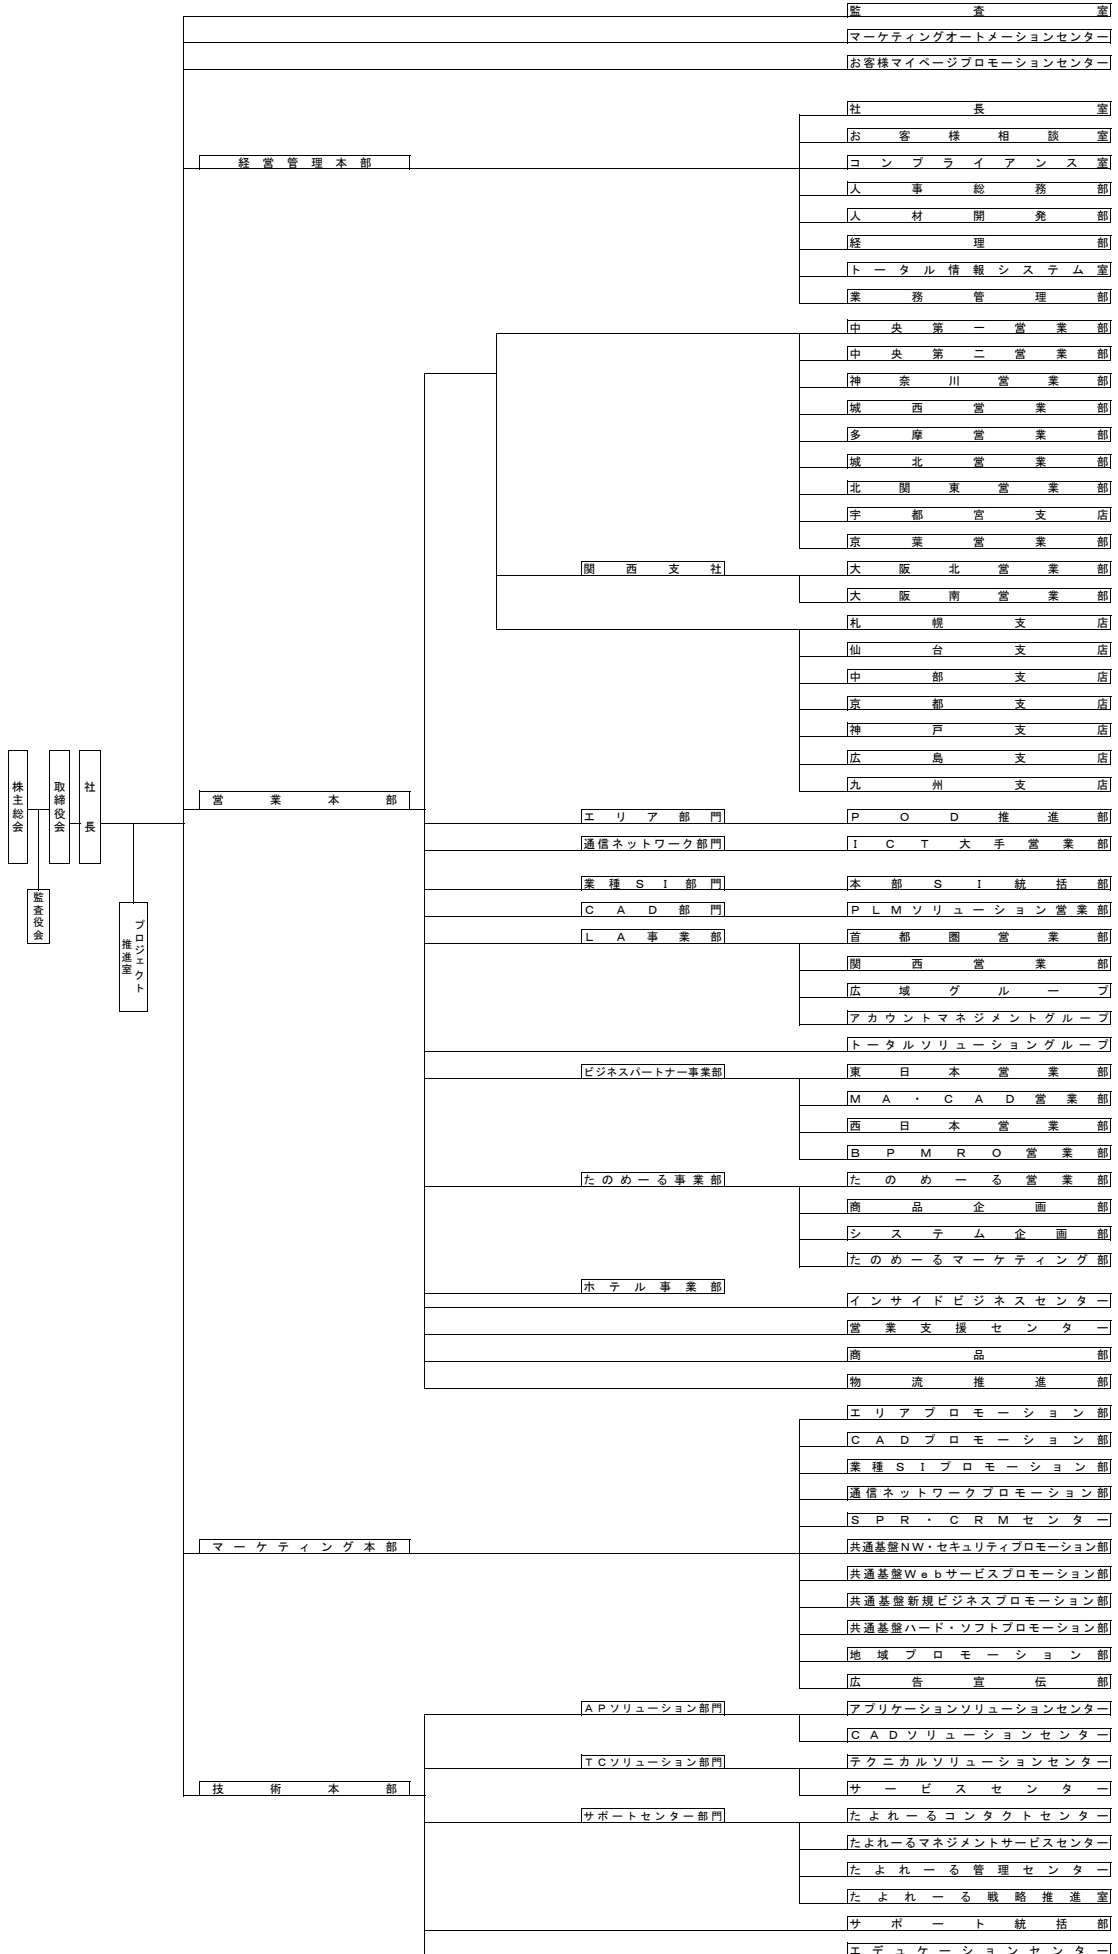 監査室
マーケティングオートメーションセンター
お客様マイページプロモーションセンター
社長室
お客様相談室
経営管理本部
コンプライアンス室
人事総務部
人材開発部
経理部
トータル情報システム室
業務管理部
中央第一営業部
中央第二営業部
神奈川営業部
城西営業部
多摩営業部
城北営業部
北関東営業部
宇都宮支店
京葉営業部
関西支社
大阪北営業部
大阪南営業部
札幌支店
仙台支店
中部支店
京都支店
神戸支店
広島支店
九州支店
株主総会
取締役会
社長
営業本部
エリア部門
POD推進部
通信ネットワーク部門
ICT大手営業部
監査役会
プロジェクト
推進室
業種SI部門
本部SI統括部
CAD部門
PLMソリューション営業部
LA事業部
首都圏営業部
関西営業部
広域グループ
アカウントマネジメントグループ
トータルソリューショングループ
ビジネスパートナー事業部
東日本営業部
MA・CAD営業部
西日本営業部
BPMRO営業部
たのめーる事業部
たのめーる営業部
商品企画部
システム企画部
たのめーるマーケティング部
ホテル事業部
インサイドビジネスセンター
営業支援センター
商品部
物流推進部
エリアプロモーション部
CADプロモーション部
業種SIプロモーション部
通信ネットワークプロモーション部
SPR・CRMセンター
マーケティング本部
共通基盤NW・セキュリティプロモーション部
共通基盤Webサービスプロモーション部
共通基盤新規ビジネスプロモーション部
共通基盤ハード・ソフトプロモーション部
地域プロモーション部
広告宣伝部
APソリューション部門
アプリケーションソリューションセンター
CADソリューションセンター
TCソリューション部門
テクニカルソリューションセンター
技術本部
サービスセンター
サポートセンター部門
たよれーるコンタクトセンター
たよれーるマネジメントサービスセンター
たよれーる管理センター
たよれーる戦略推進室
サポート統括部
エデュケーションセンター